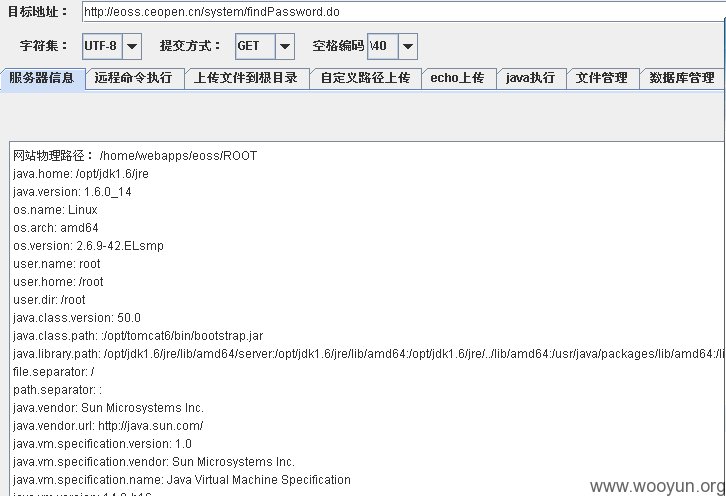 目标地址： http://eoss.ceopen.cn/system/findPassword.do
字符集： UTF-8 提交方式： GET 空格编码 \40
服务器信息 远程命令执行 上传文件到根目录 自定义路径上传 echo上传 java执行 文件管理 数据库管理
网站物理路径： /home/webapps/eoss/ROOT
java.home: /opt/jdk1.6/jre
java.version: 1.6.0_14
os.name: Linux
os.arch: amd64
os.version: 2.6.9-42.ELsmp
user.name: root
user.home: /root
user.dir: /root
java.class.version: 50.0
java.class.path: :/opt/tomcat6/bin/bootstrap.jar
java.library.path: /opt/jdk1.6/jre/lib/amd64/server:/opt/jdk1.6/jre/lib/amd64:/opt/jdk1.6/jre/../lib/amd64:/usr/java/packages/lib/amd64:/li
file.separator: /
path.separator: :
java.vendor: Sun Microsystems Inc.
java.vendor.url: http://java.sun.com/
java.vm.specification.version: 1.0
java.vm.specification.vendor: Sun Microsystems Inc.
java.vm.specification.name: Java Virtual Machine Specification
www.wooyun.org